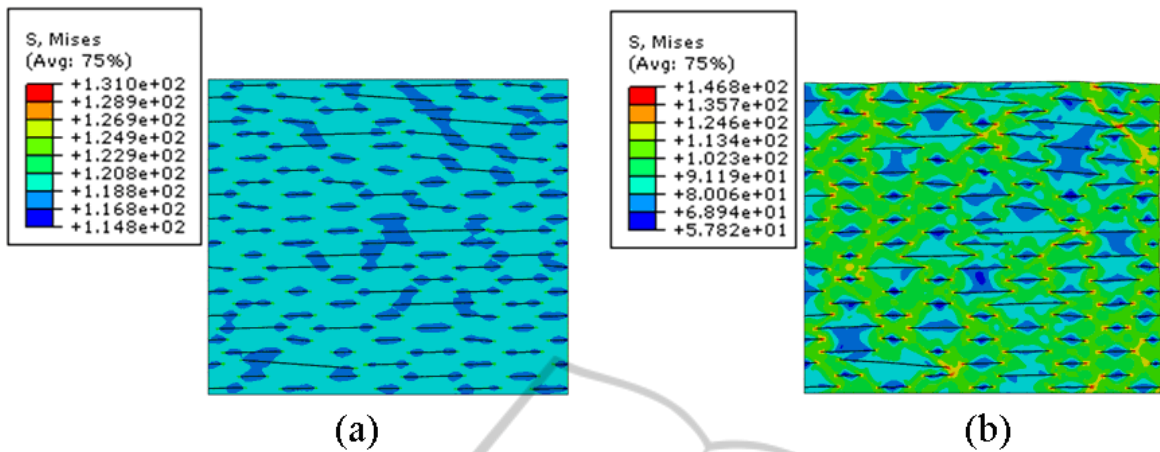 S, Mises
(Avg: 75%)
+1.310e+02
+1.289e+02
+1.269e+02
+1.249e+02
+1.229e+02
+1.208e+02
+1.188e+02
+1.168e+02
+1.148e+02
(a)
S, Mises
(Avg: 75%)
+1.468e+02
+1.357e+02
+1.246e+02
+1.134e+02
+1.023e+02
+9.119e+01
+8.006e+01
+6.894e+01
+5.782e+01
(b)